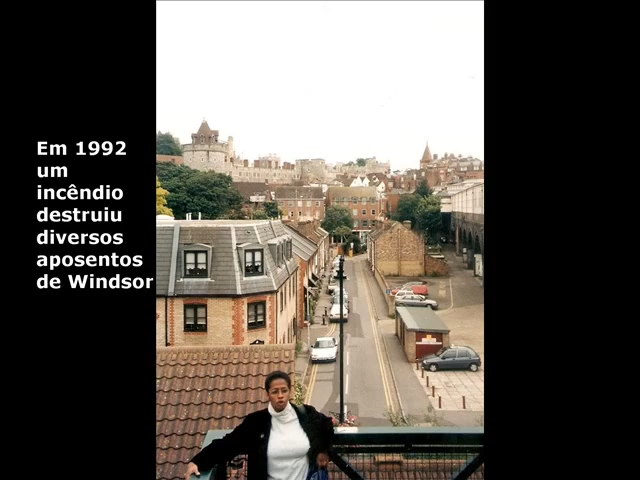 Em 1992
um
incêndio
destruiu
diversos
aposentos
de Windsor